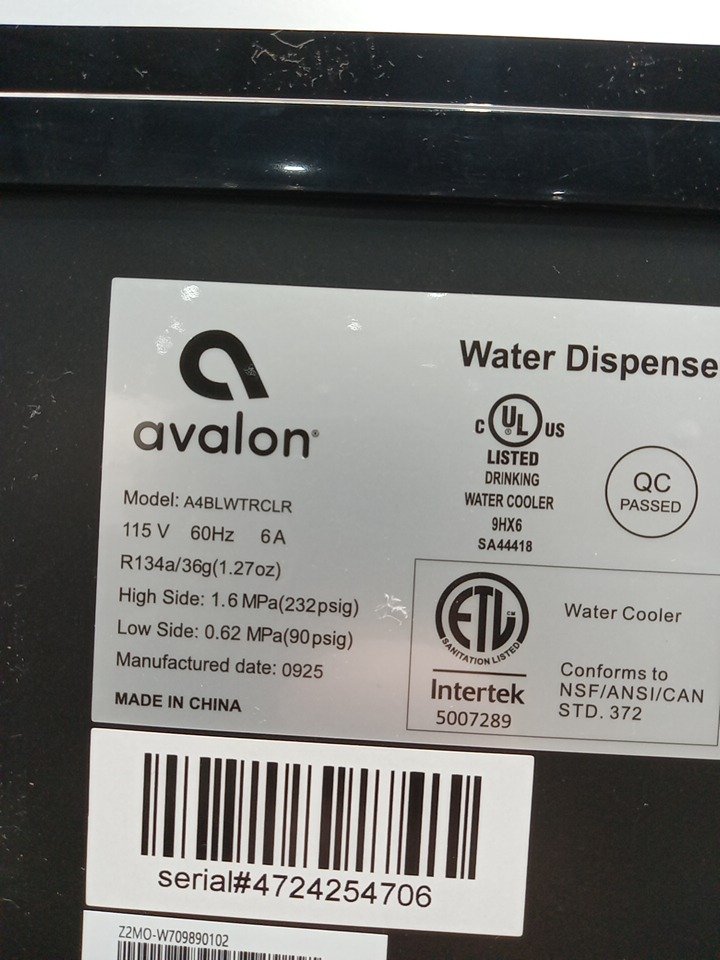 avalon®
Model: A4BLWTRCLR
115 V 60Hz 6A
R134a/36g(1.27oz)
High Side: 1.6 MPa(232psig)
Low Side: 0.62 MPa(90psig)
Manufactured date: 0925
MADE IN CHINA
Water Dispense
C UL® US
LISTED
DRINKING
WATER COOLER
9HX6
SA44418
QC
PASSED
ETL CM
SANITATION LISTED
Intertek
5007289
Water Cooler
Conforms to
NSF/ANSI/CAN
STD. 372
serial#4724254706
Z2MO-W709890102